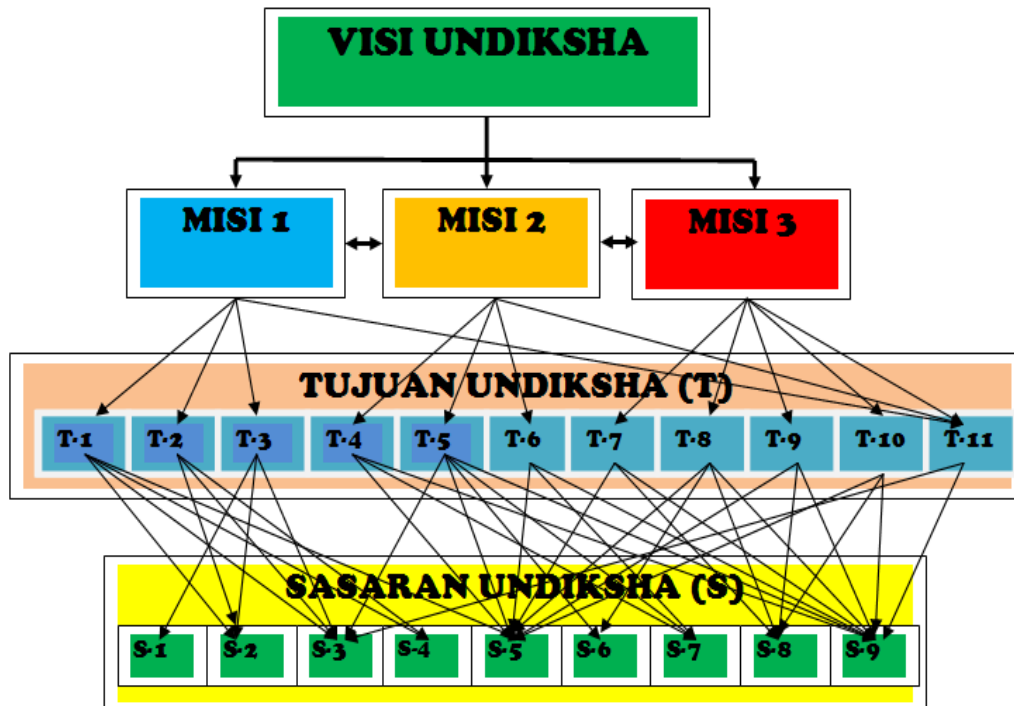 VISI UNDIKSHA
MISI 1
MISI 2
MISI 3
TUJUAN UNDIKSHA (T)
T-1
T-2
T-3
T-4
T-5
T-6
T-7
T-8
T-9
T-10
T-11
SASARAN UNDIKSHA (S)
S-1
S-2
S-3
S-4
S-5
S-6
S-7
S-8
S-9